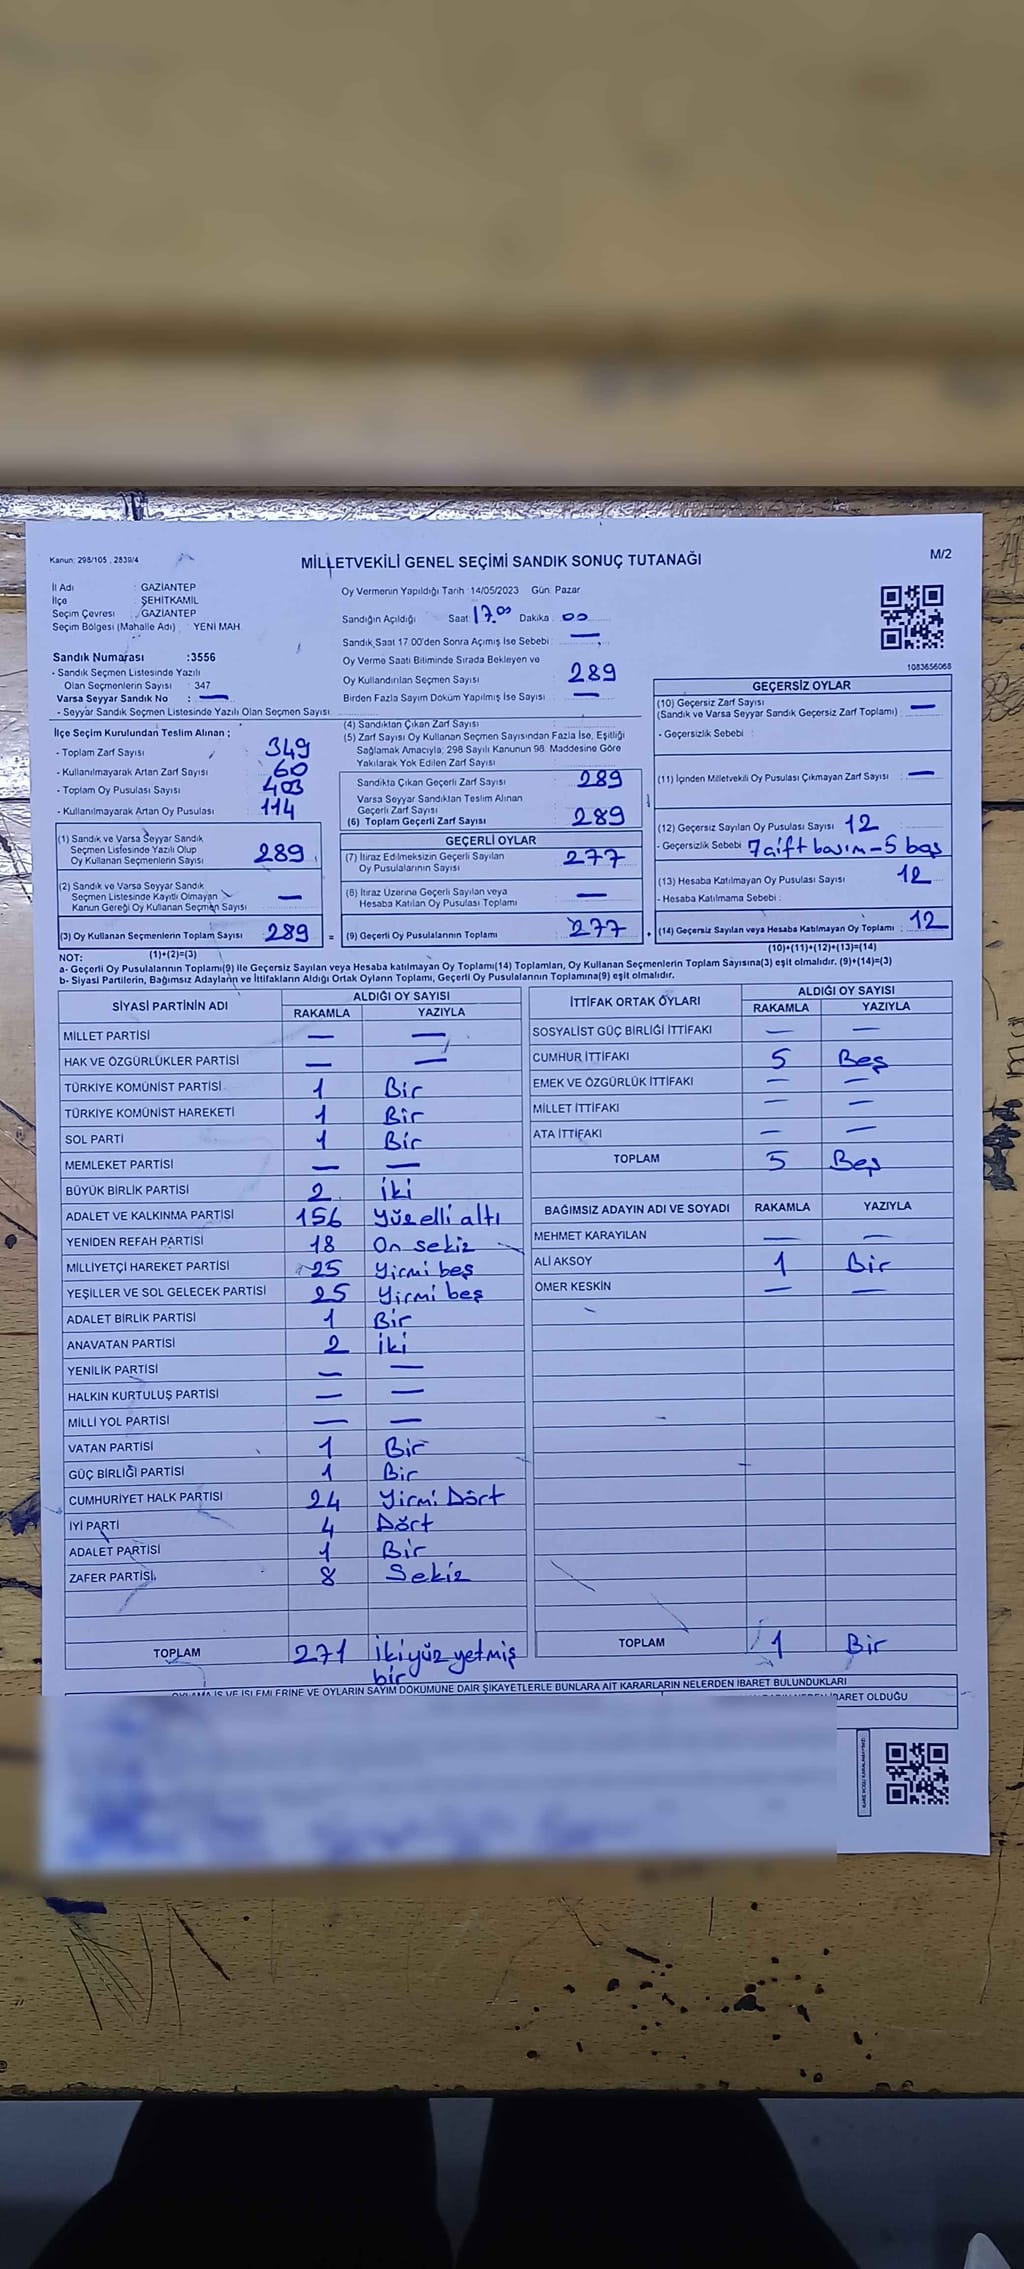 Kanun: 298/105 , 2839/4
MİLLETVEKİLİ GENEL SEÇİMİ SANDIK SONUÇ TUTANAĞI
M/2
İl Adı : GAZİANTEP
İlçe ŞEHİTKAMİL
Seçim Çevresi : GAZİANTEP
Seçim Bölgesi (Mahalle Adı) : YENİ MAH.
Oy Vermenin Yapıldığı Tarih :14/05/2023 Gün: Pazar
Sandığın Açıldığı Saat 17.00 Dakika : 00
Sandık Saat 17.00'den Sonra Açımış İse Sebebi : —
Oy Verme Saati Bitiminde Sırada Bekleyen ve
Oy Kullandırılan Seçmen Sayısı : 289
Birden Fazla Sayım Döküm Yapılmış İse Sayısı : —
1083656068
Sandık Numarası :3556
- Sandık Seçmen Listesinde Yazılı
Olan Seçmenlerin Sayısı : 347
Varsa Seyyar Sandık No : —
- Seyyar Sandık Seçmen Listesinde Yazılı Olan Seçmen Sayısı:
İlçe Seçim Kurulundan Teslim Alınan ;
- Toplam Zarf Sayısı : 349
- Kullanılmayarak Artan Zarf Sayısı : 60
- Toplam Oy Pusulası Sayısı : 403
- Kullanılmayarak Artan Oy Pusulası : 114
(1) Sandık ve Varsa Seyyar Sandık
Seçmen Listesinde Yazılı Olup
Oy Kullanan Seçmenlerin Sayısı 289
(2) Sandık ve Varsa Seyyar Sandık
Seçmen Listesinde Kayıtlı Olmayan
Kanun Gereği Oy Kullanan Seçmen Sayısı —
(3) Oy Kullanan Seçmenlerin Toplam Sayısı : 289
(4) Sandıktan Çıkan Zarf Sayısı :
(5) Zarf Sayısı Oy Kullanan Seçmen Sayısından Fazla İse, Eşitliği
Sağlamak Amacıyla; 298 Sayılı Kanunun 98. Maddesine Göre
Yakılarak Yok Edilen Zarf Sayısı :
Sandıkta Çıkan Geçerli Zarf Sayısı : 289
Varsa Seyyar Sandıktan Teslim Alınan
Geçerli Zarf Sayısı
(6) Toplam Geçerli Zarf Sayısı : 289
GEÇERLİ OYLAR
(7) İtiraz Edilmeksizin Geçerli Sayılan
Oy Pusulalarının Sayısı : 277
(8) İtiraz Üzerine Geçerli Sayılan veya
Hesaba Katılan Oy Pusulası Toplamı : —
(9) Geçerli Oy Pusulalarının Toplamı : 277
GEÇERSİZ OYLAR
(10) Geçersiz Zarf Sayısı
(Sandık ve Varsa Seyyar Sandık Geçersiz Zarf Toplamı) : —
- Geçersizlik Sebebi :
(11) İçinden Milletvekili Oy Pusulası Çıkmayan Zarf Sayısı : —
(12) Geçersiz Sayılan Oy Pusulası Sayısı : 12
- Geçersizlik Sebebi : 7 çift basım - 5 boş
(13) Hesaba Katılmayan Oy Pusulası Sayısı : 12
- Hesaba Katılmama Sebebi :
(14) Geçersiz Sayılan veya Hesaba Katılmayan Oy Toplamı : 12
NOT: (1)+(2)=(3)
(10)+(11)+(12)+(13)=(14)
a- Geçerli Oy Pusulalarının Toplamı(9) ile Geçersiz Sayılan veya Hesaba katılmayan Oy Toplamı(14) Toplamları, Oy Kullanan Seçmenlerin Toplam Sayısına(3) eşit olmalıdır. (9)+(14)=(3)
b- Siyasi Partilerin, Bağımsız Adayların ve İttifakların Aldığı Ortak Oyların Toplamı, Geçerli Oy Pusulalarının Toplamına(9) eşit olmalıdır.
SİYASİ PARTİNİN ADI ALDIĞI OY SAYISI
RAKAMLA YAZIYLA
MİLLET PARTİSİ — —
HAK VE ÖZGÜRLÜKLER PARTİSİ — —
TÜRKİYE KOMÜNİST PARTİSİ 1 Bir
TÜRKİYE KOMÜNİST HAREKETİ 1 Bir
SOL PARTİ 1 Bir
MEMLEKET PARTİSİ — —
BÜYÜK BİRLİK PARTİSİ 2 iki
ADALET VE KALKINMA PARTİSİ 156 Yüzelli altı
YENİDEN REFAH PARTİSİ 18 On sekiz
MİLLİYETÇİ HAREKET PARTİSİ 25 Yirmi beş
YEŞİLLER VE SOL GELECEK PARTİSİ 25 Yirmi beş
ADALET BİRLİK PARTİSİ 1 Bir
ANAVATAN PARTİSİ 2 iki
YENİLİK PARTİSİ — —
HALKIN KURTULUŞ PARTİSİ — —
MİLLİ YOL PARTİSİ — —
VATAN PARTİSİ 1 Bir
GÜÇ BİRLİĞİ PARTİSİ 1 Bir
CUMHURİYET HALK PARTİSİ 24 Yirmi Dört
İYİ PARTİ 4 Dört
ADALET PARTİSİ 1 Bir
ZAFER PARTİSİ 8 Sekiz
TOPLAM 271 ikiyüz yetmiş
bir
İTTİFAK ORTAK OYLARI ALDIĞI OY SAYISI
RAKAMLA YAZIYLA
SOSYALİST GÜÇ BİRLİĞİ İTTİFAKI — —
CUMHUR İTTİFAKI 5 Beş
EMEK VE ÖZGÜRLÜK İTTİFAKI — —
MİLLET İTTİFAKI — —
ATA İTTİFAKI — —
TOPLAM 5 Beş
BAĞIMSIZ ADAYIN ADI VE SOYADI RAKAMLA YAZIYLA
MEHMET KARAYILAN — —
ALİ AKSOY 1 Bir
ÖMER KESKİN — —
TOPLAM 1 Bir
İŞ VE İŞLEMLERİNE VE OYLARIN SAYIM DÖKÜMÜNE DAİR ŞİKAYETLERLE BUNLARA AİT KARARLARIN NELERDEN İBARET BULUNDUKLARI
İBARET OLDUĞU